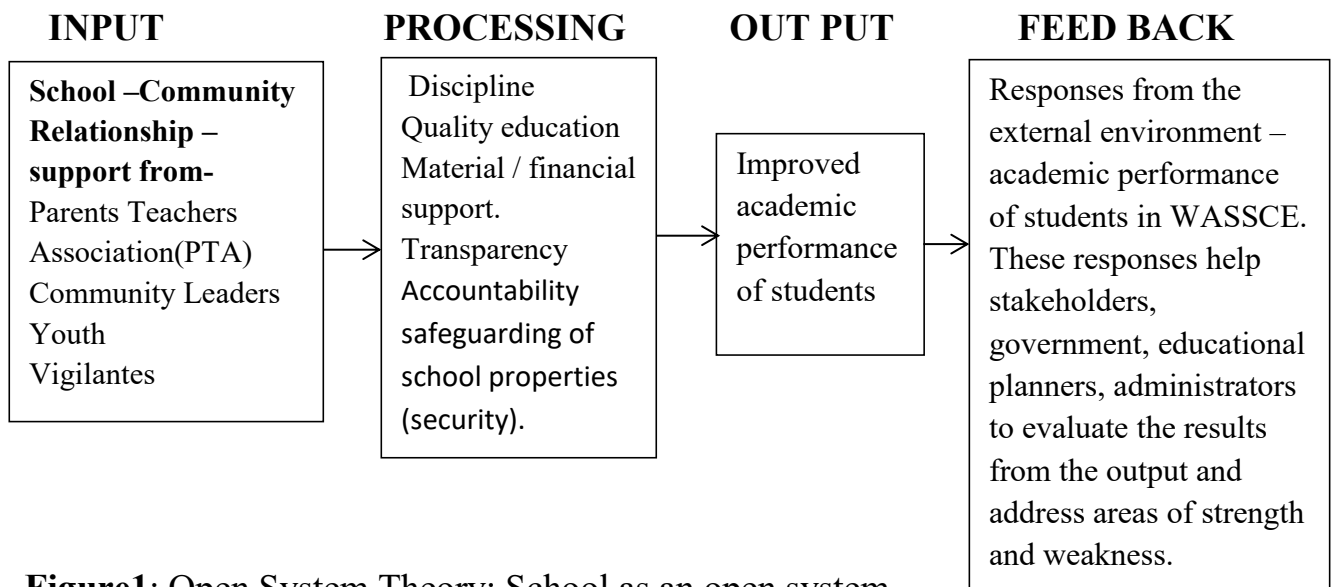 INPUT
PROCESSING
OUT PUT
FEED BACK
School –Community
Relationship –
support from-
Parents Teachers
Association(PTA)
Community Leaders
Youth
Vigilantes
Discipline
Quality education
Material / financial
support.
Transparency
Accountability
safeguarding of
school properties
(security).
Improved
academic
performance
of students
Responses from the
external environment –
academic performance
of students in WASSCE.
These responses help
stakeholders,
government, educational
planners, administrators
to evaluate the results
from the output and
address areas of strength
and weakness.
Figure1: Open System Theory: School as an open system